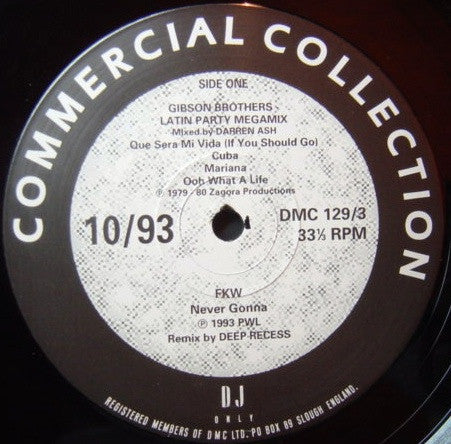 COMMERCIAL COLLECTION
SIDE ONE
GIBSON BROTHERS -
LATIN PARTY MEGAMIX
Mixed by DARREN ASH
Que Sera Mi Vida (If You Should Go)
Cuba
Mariana
Ooh What A Life
℗ 1979 - 80 Zagora Productions
10/93
DMC 129/3
33⅓ RPM
FKW
Never Gonna
℗ 1993 PWL
Remix by DEEP RECESS
DJ
ONLY
REGISTERED MEMBERS OF DMC LTD. PO BOX 89 SLOUGH ENGLAND.